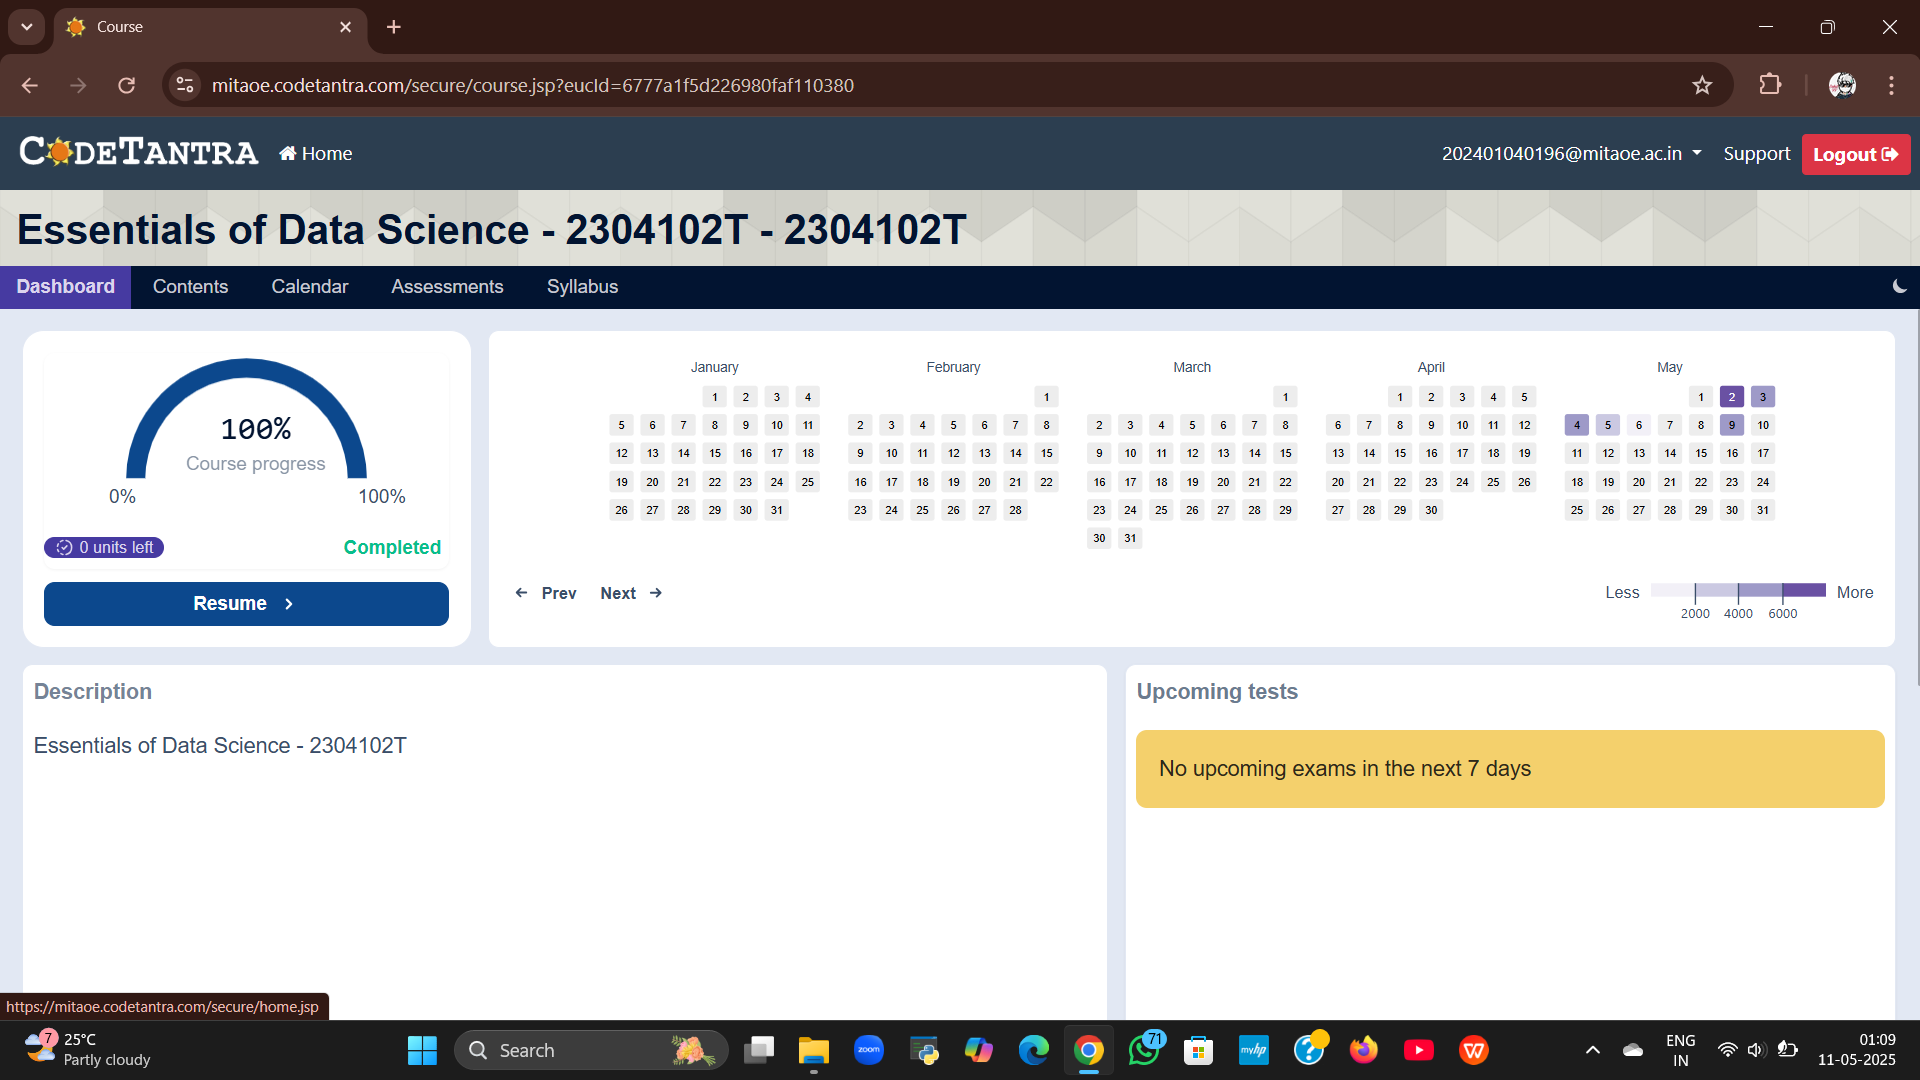 Course
mitaoe.codetantra.com/secure/course.jsp?eucId=6777a1f5d226980faf110380
CODETANTRA Home 202401040196@mitaoe.ac.in Support Logout
Essentials of Data Science - 2304102T - 2304102T
Dashboard Contents Calendar Assessments Syllabus
100%
Course progress
0% 100%
0 units left Completed
Resume
January
1 2 3 4
5 6 7 8 9 10 11
12 13 14 15 16 17 18
19 20 21 22 23 24 25
26 27 28 29 30 31
February
1
2 3 4 5 6 7 8
9 10 11 12 13 14 15
16 17 18 19 20 21 22
23 24 25 26 27 28
March
1
2 3 4 5 6 7 8
9 10 11 12 13 14 15
16 17 18 19 20 21 22
23 24 25 26 27 28 29
30 31
April
1 2 3 4 5
6 7 8 9 10 11 12
13 14 15 16 17 18 19
20 21 22 23 24 25 26
27 28 29 30
May
1 2 3
4 5 6 7 8 9 10
11 12 13 14 15 16 17
18 19 20 21 22 23 24
25 26 27 28 29 30 31
Prev Next
Less More
2000 4000 6000
Description
Essentials of Data Science - 2304102T
Upcoming tests
No upcoming exams in the next 7 days
https://mitaoe.codetantra.com/secure/home.jsp
7
25°C
Partly cloudy
Search
zoom
71
myhp
ENG
IN
01:09
11-05-2025